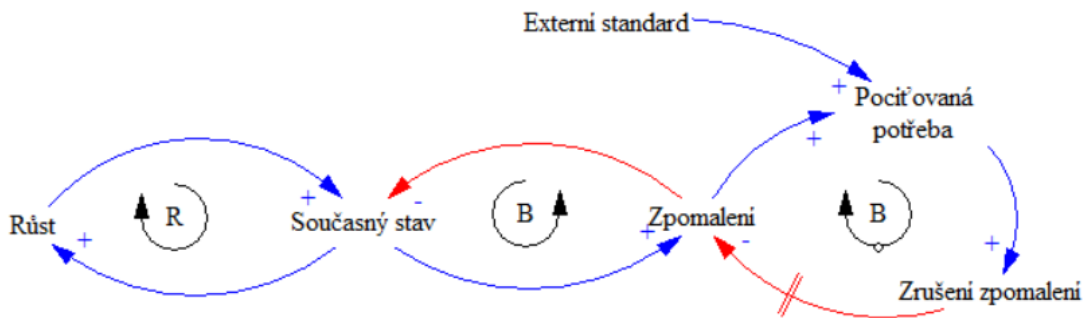 Externí standard
+
Pociťovaná
potřeba
+
Růst
+
R
+
Současný stav
-
B
+
Zpomalení
-
B
+
Zrušení zpomalení